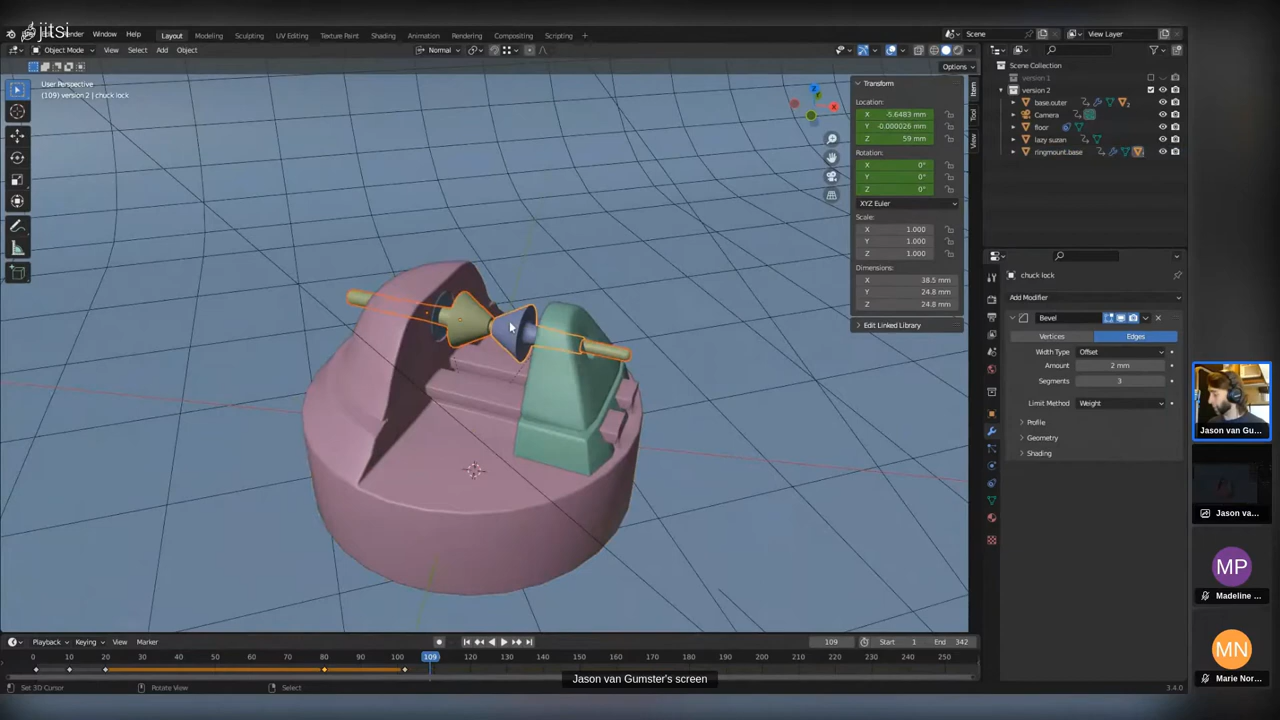 jitsi
Render
Window
Help
Layout
Modeling
Sculpting
UV Editing
Texture Paint
Shading
Animation
Rendering
Compositing
Scripting
+
Scene
View Layer
Object Mode
View
Select
Add
Object
Normal
Options
User Perspective
(109) version 2 | chuck lock
X
Z
Transform
Location:
X -5.6483 mm
Y -0.000026 mm
Z 59 mm
Rotation:
X 0°
Y 0°
Z 0°
XYZ Euler
Scale:
X 1.000
Y 1.000
Z 1.000
Dimensions:
X 38.5 mm
Y 24.8 mm
Z 24.8 mm
Edit Linked Library
Item
Tool
View
Scene Collection
version 1
version 2
base.outer
Camera
floor
lazy suzan
ringmount.base
chuck lock
Add Modifier
Bevel
Vertices
Edges
Width Type Offset
Amount 2 mm
Segments 3
Limit Method Weight
Profile
Geometry
Shading
Playback
Keying
View
Marker
109
Start 1
End 342
0 10 20 30 40 50 60 70 80 90 100 109 120 130 140 150 160 170 180 190 200 210 220 230 240 250
Set 3D Cursor
Rotate View
Select
3.4.0
Jason van Gumster's screen
Jason van Gu...
Jason va...
MP
Madeline ...
MN
Marie Nor...